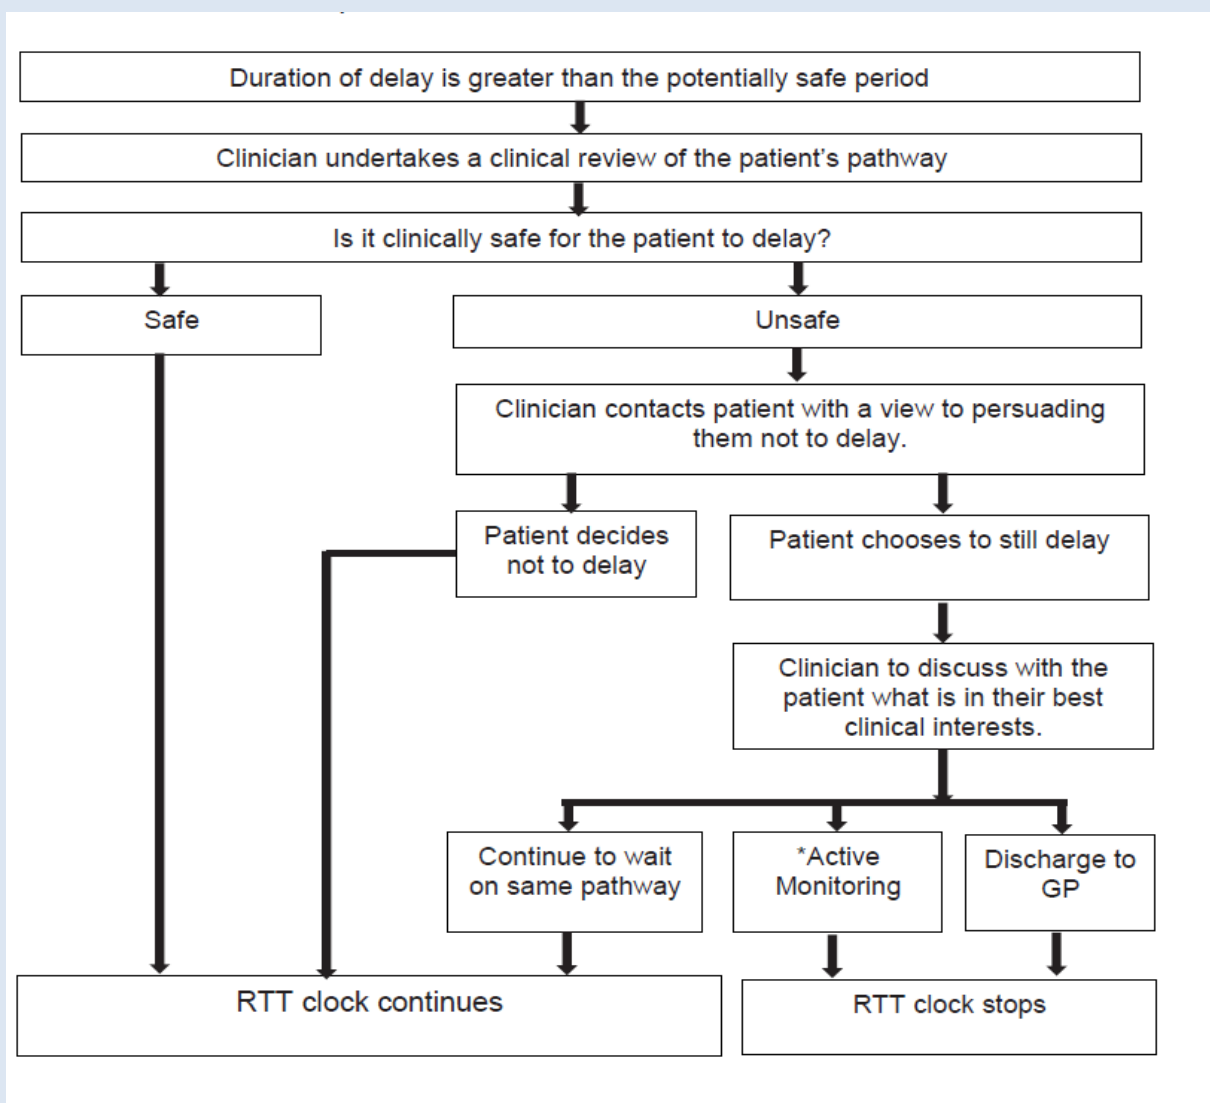 Duration of delay is greater than the potentially safe period
Clinician undertakes a clinical review of the patient's pathway
Is it clinically safe for the patient to delay?
Safe
Unsafe
Clinician contacts patient with a view to persuading
them not to delay.
Patient decides
not to delay
Patient chooses to still delay
Clinician to discuss with the
patient what is in their best
clinical interests.
Continue to wait
on same pathway
*Active
Monitoring
Discharge to
GP
RTT clock continues
RTT clock stops